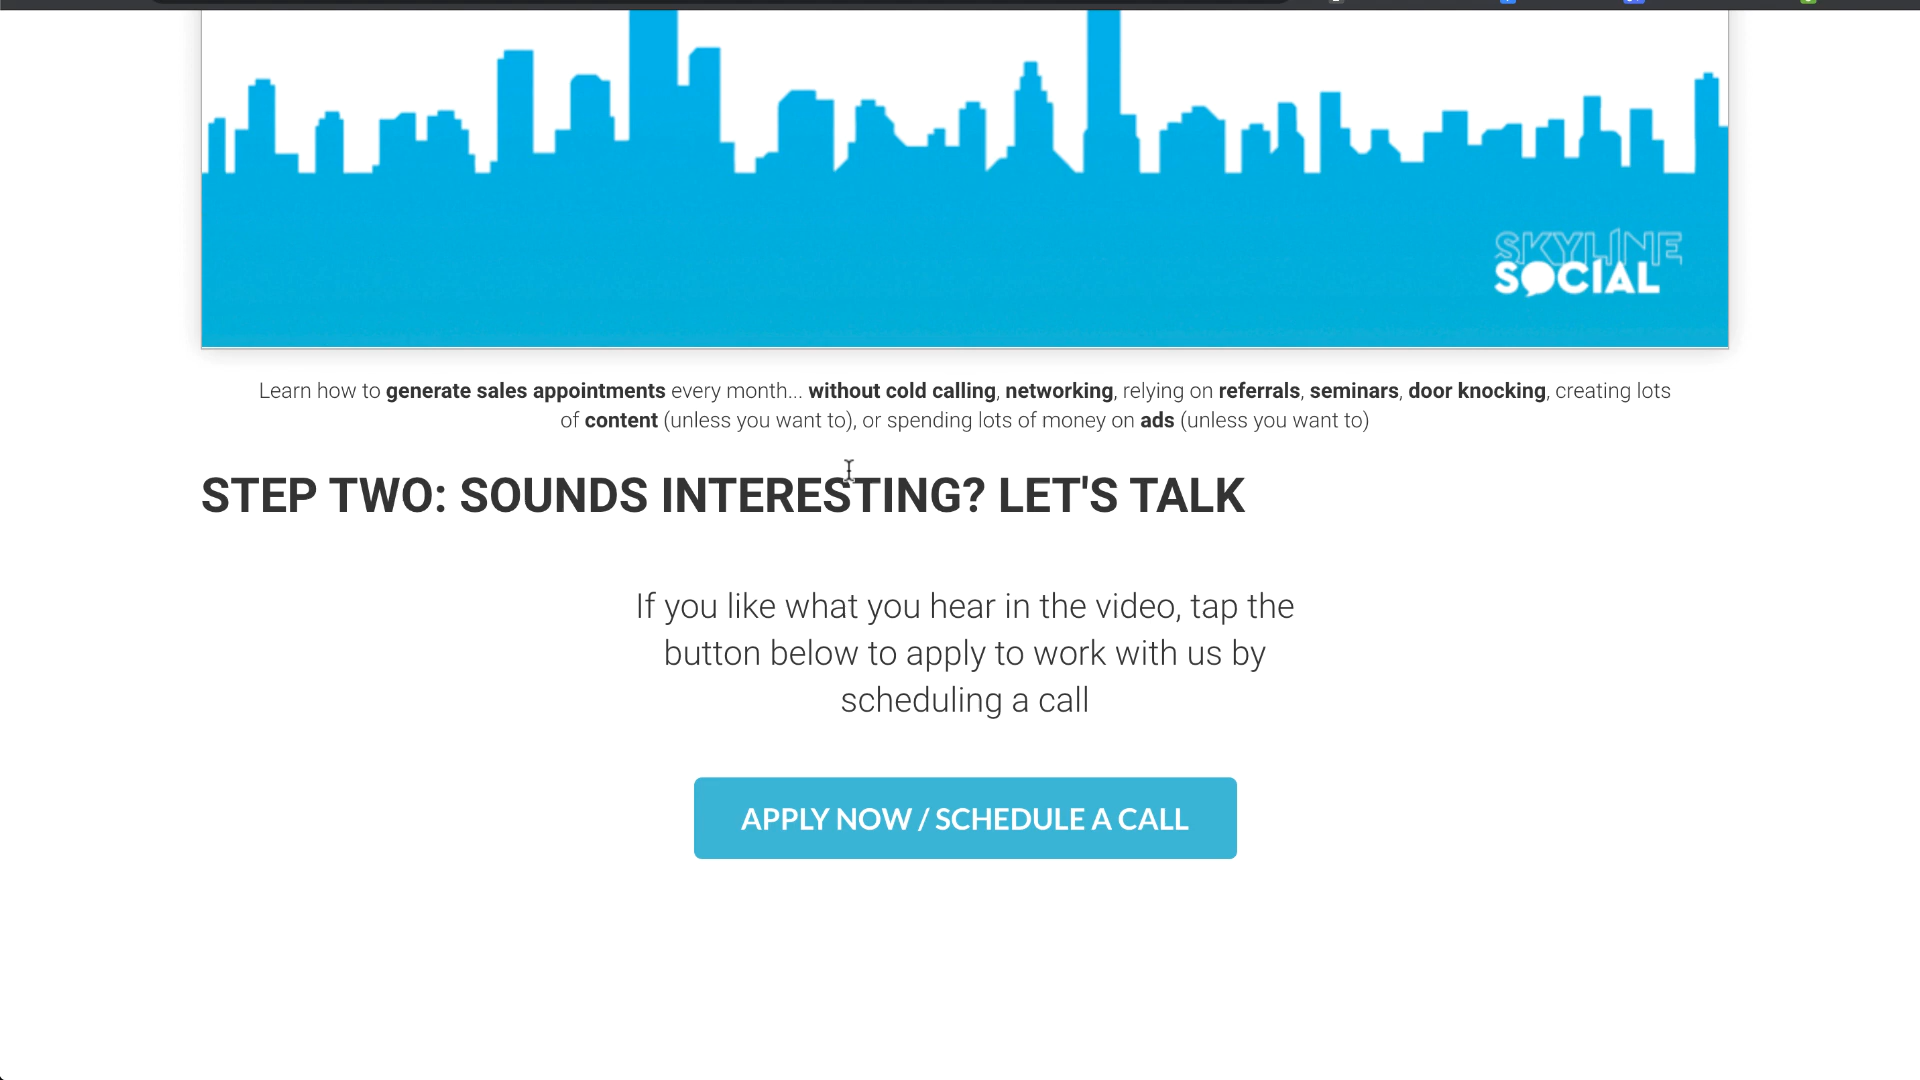 SKYLINE
SOCIAL
Learn how to generate sales appointments every month... without cold calling, networking, relying on referrals, seminars, door knocking, creating lots
of content (unless you want to), or spending lots of money on ads (unless you want to)
STEP TWO: SOUNDS INTERESTING? LET'S TALK
If you like what you hear in the video, tap the
button below to apply to work with us by
scheduling a call
APPLY NOW / SCHEDULE A CALL